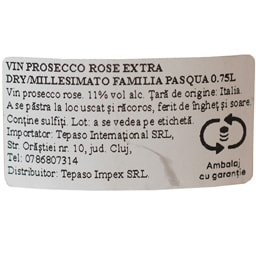 VIN PROSECCO ROSE EXTRA
DRY/MILLESIMATO FAMILIA PASQUA 0.75L
Vin prosecco rose. 11% vol alc. Țara de origine: Italia.
A se păstra la loc uscat și răcoros, ferit de îngheț și soare.
Conține sulfiți. Lot: a se vedea pe etichetă.
Importator: Tepaso International SRL,
Str. Orăștiei nr. 10, jud. Cluj,
Tel: 0786807314
Distribuitor: Tepaso Impex SRL.
Ambalaj
cu garanție